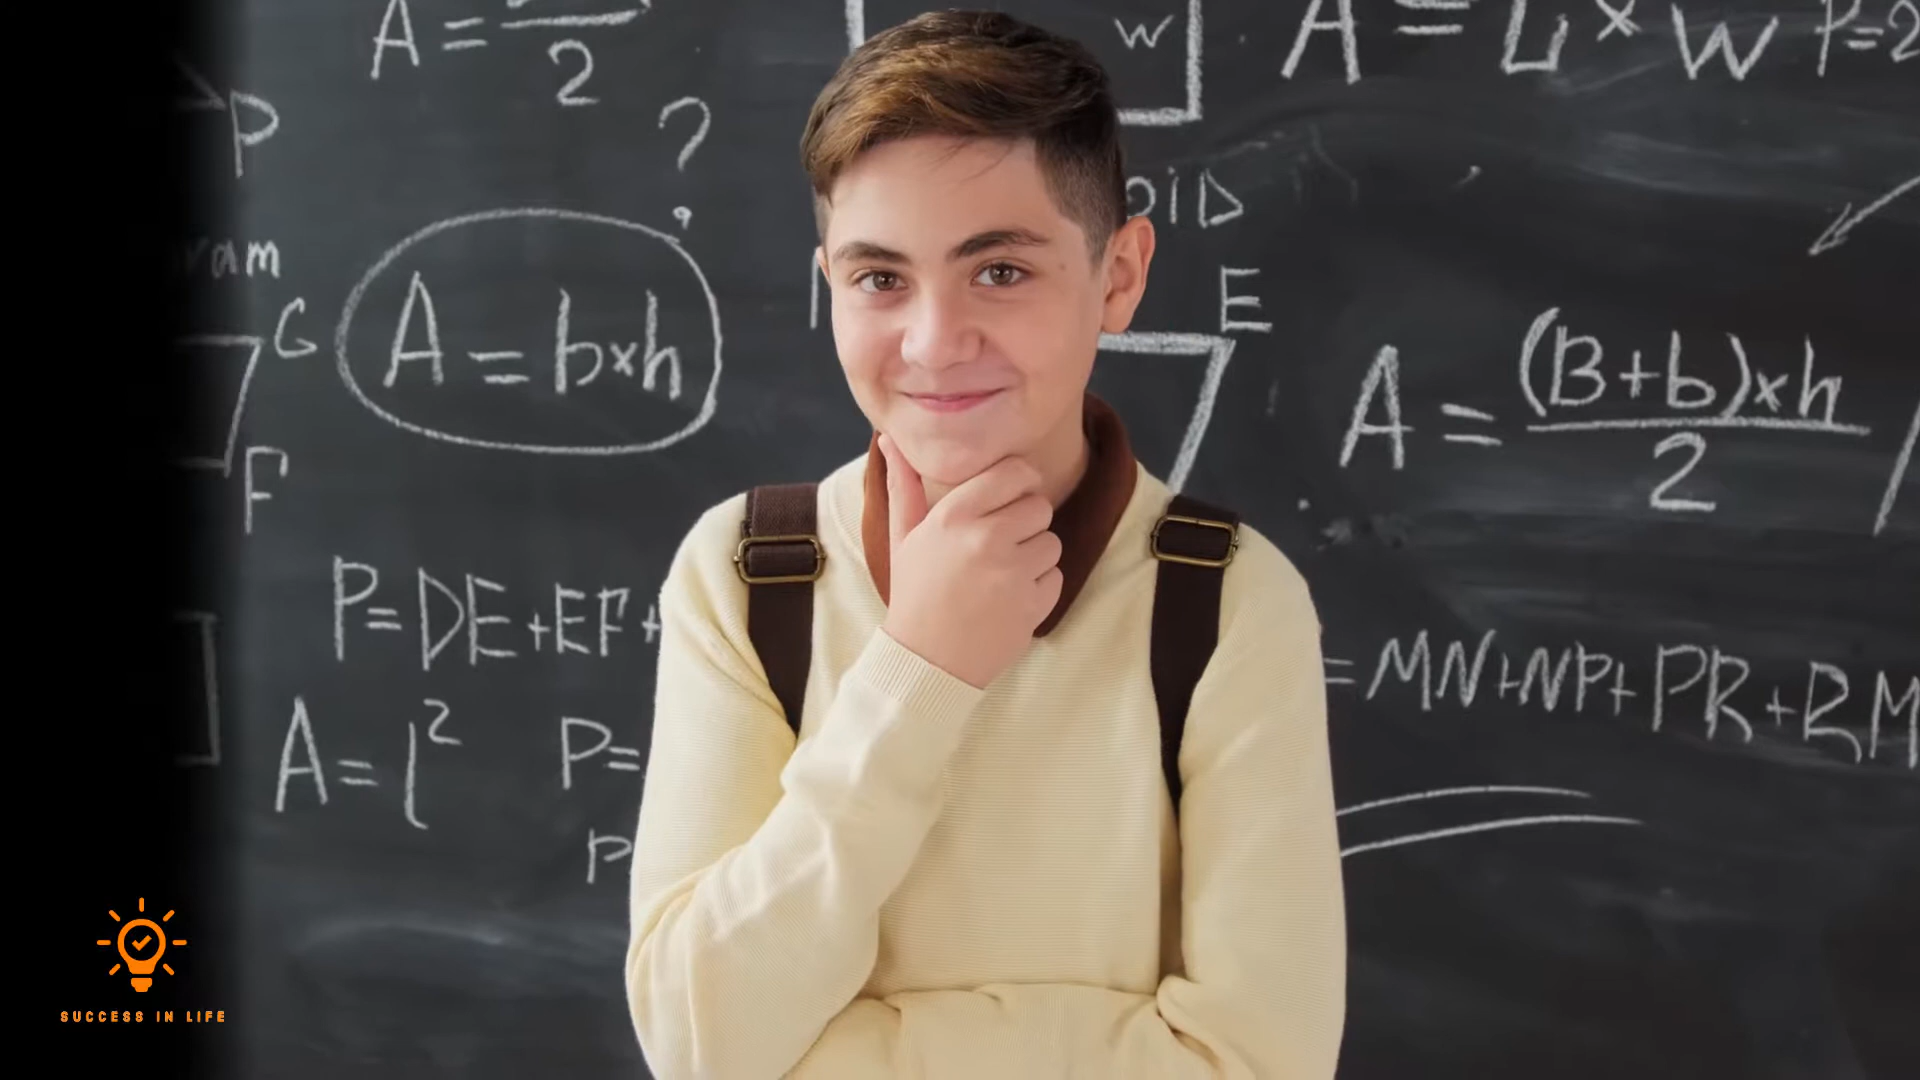 A = 2
w
A = L × W P=2
P
?
OID
ram
G
E
A = b×h
A = (B+b)×h / 2
F
P= DE+EF+
= MN+NP+PR+RM
A = l²
P=
P
SUCCESS IN LIFE